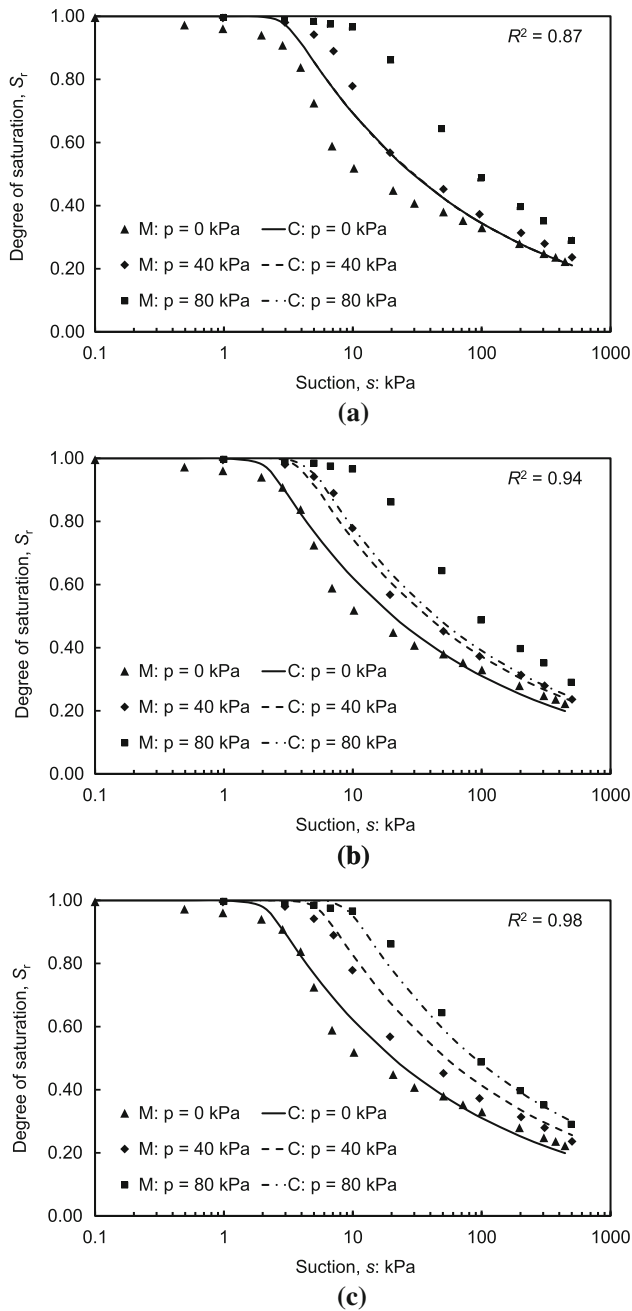 1.00
R² = 0.87
0.80
0.60
0.40
0.20
0.00
Degree of saturation, Sr
M: p = 0 kPa C: p = 0 kPa
M: p = 40 kPa C: p = 40 kPa
M: p = 80 kPa C: p = 80 kPa
0.1 1 10 100 1000
Suction, s: kPa
(a)
1.00
R² = 0.94
0.80
0.60
0.40
0.20
0.00
Degree of saturation, Sr
M: p = 0 kPa C: p = 0 kPa
M: p = 40 kPa C: p = 40 kPa
M: p = 80 kPa C: p = 80 kPa
0.1 1 10 100 1000
Suction, s: kPa
(b)
1.00
R² = 0.98
0.80
0.60
0.40
0.20
0.00
Degree of saturation, Sr
M: p = 0 kPa C: p = 0 kPa
M: p = 40 kPa C: p = 40 kPa
M: p = 80 kPa C: p = 80 kPa
0.1 1 10 100 1000
Suction, s: kPa
(c)